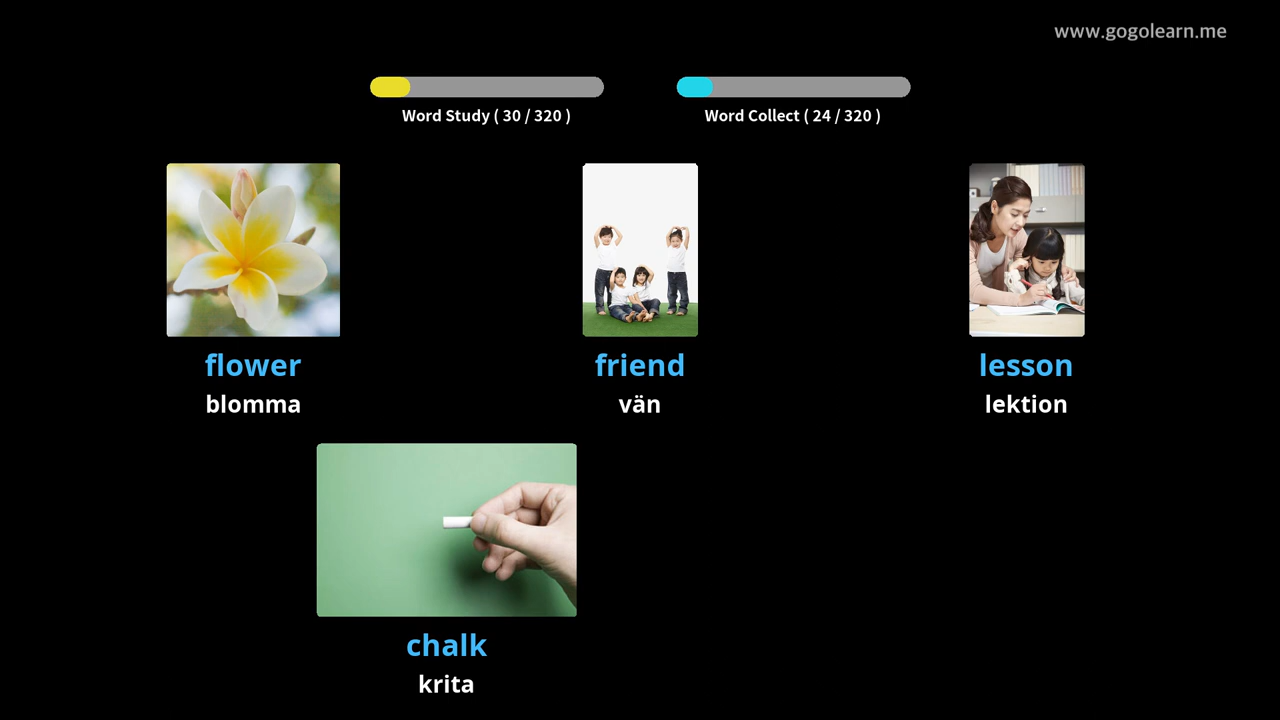 www.gogolearn.me
Word Study ( 30 / 320 )
Word Collect ( 24 / 320 )
flower
blomma
friend
vän
lesson
lektion
chalk
krita